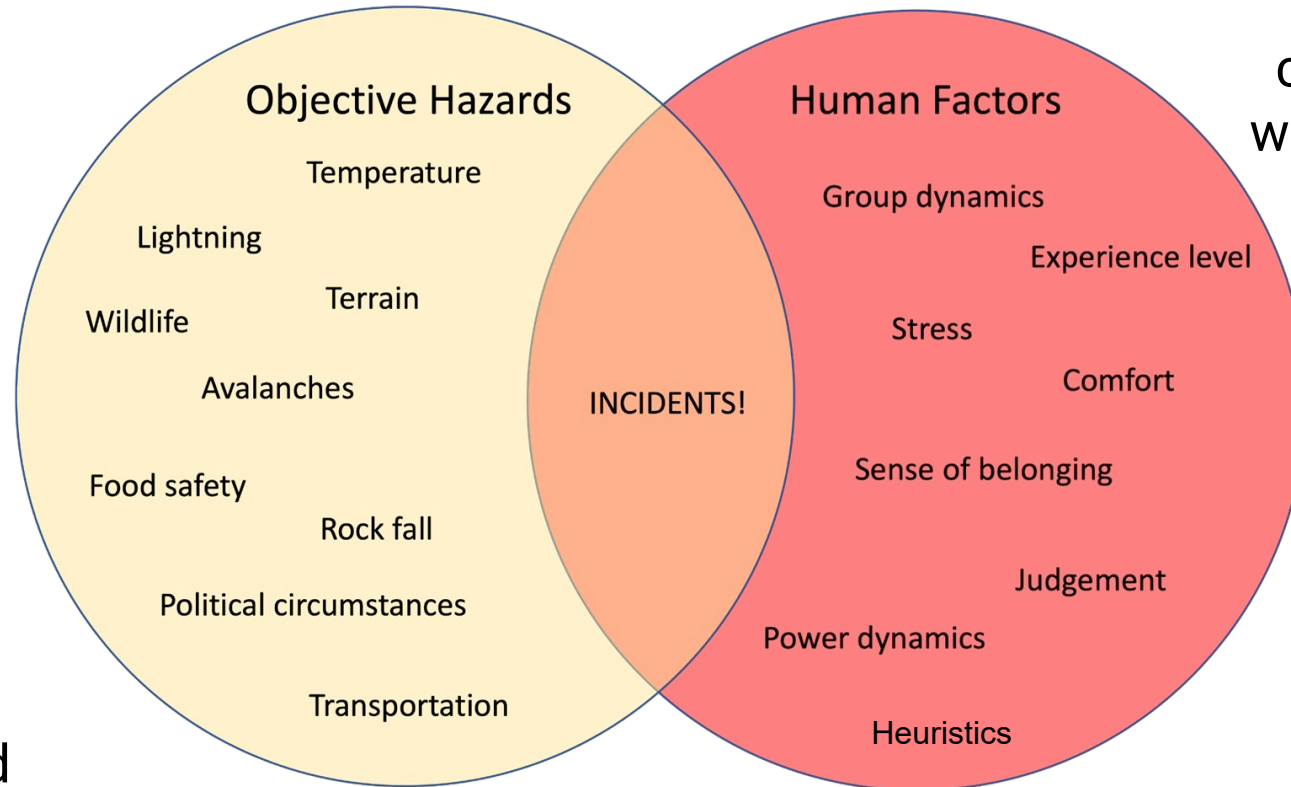 Objective Hazards
Temperature
Lightning
Terrain
Wildlife
Avalanches
Food safety
Rock fall
Political circumstances
Transportation
INCIDENTS!
Human Factors
Group dynamics
Experience level
Stress
Comfort
Sense of belonging
Judgement
Power dynamics
Heuristics